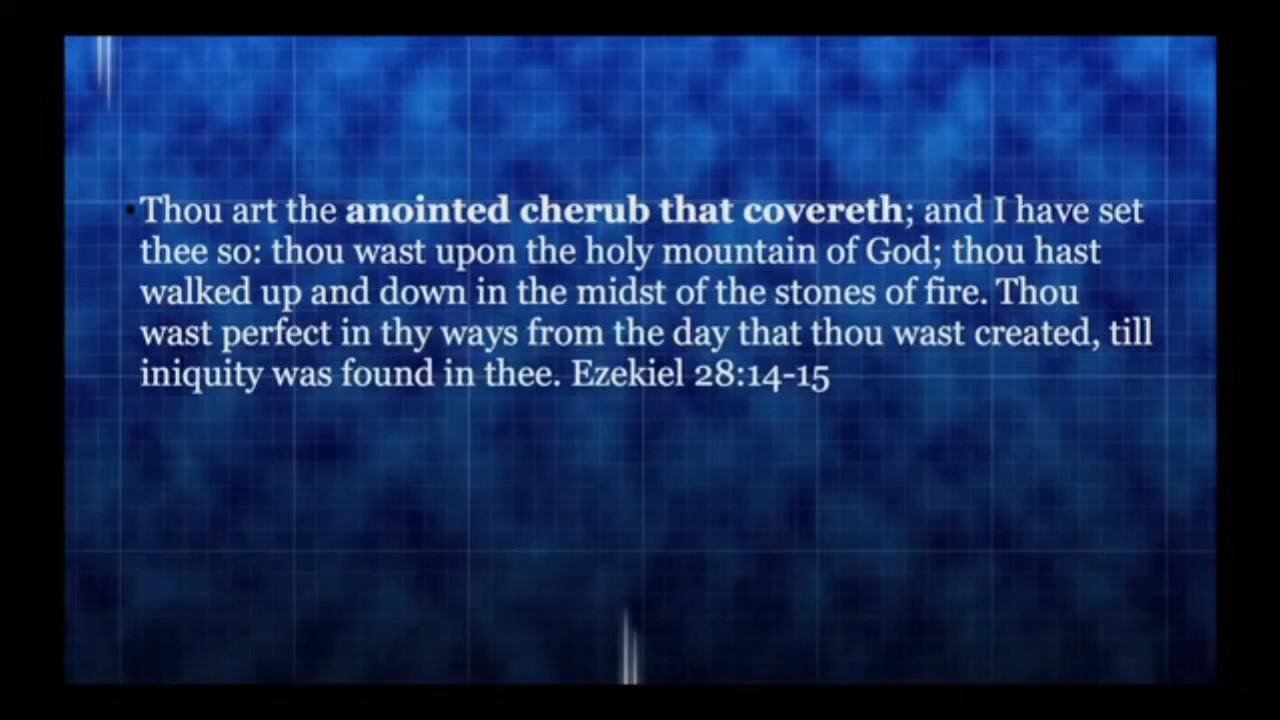 •Thou art the anointed cherub that covereth; and I have set
thee so: thou wast upon the holy mountain of God; thou hast
walked up and down in the midst of the stones of fire. Thou
wast perfect in thy ways from the day that thou wast created, till
iniquity was found in thee. Ezekiel 28:14-15